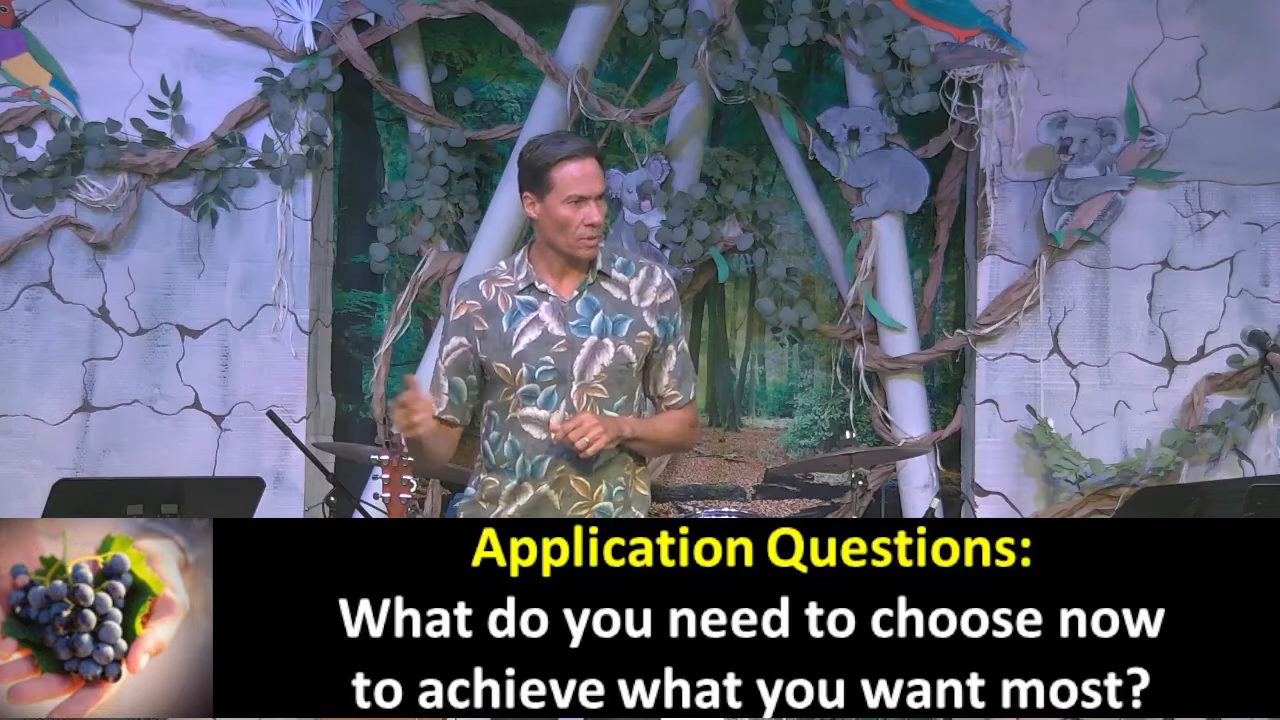 Application Questions:
What do you need to choose now
to achieve what you want most?